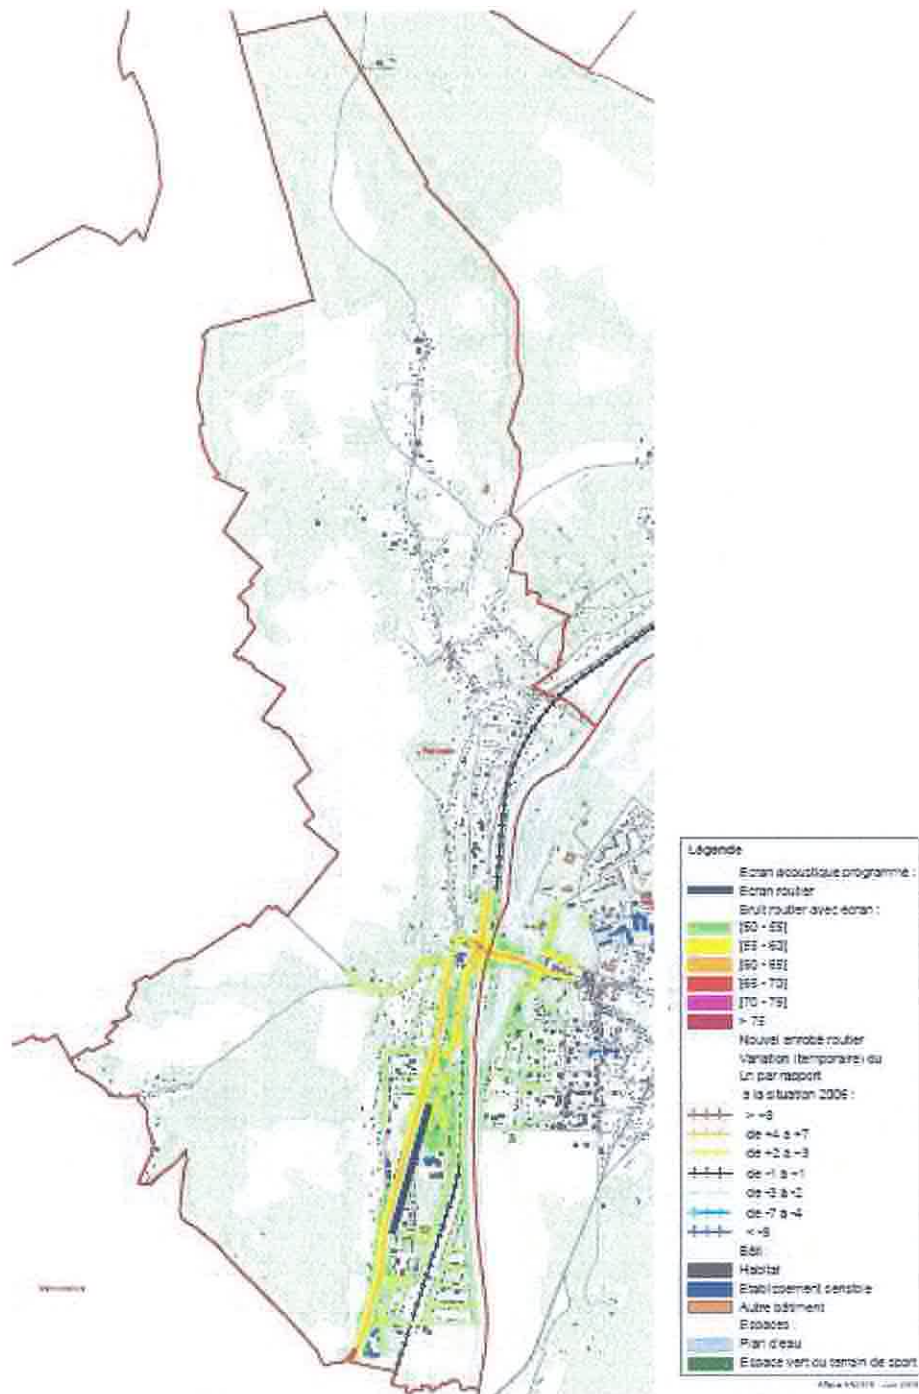 Légende
Ecran acoustique programmé :
Ecran routier
Bruit routier avec écran :
[50 - 55]
[55 - 60]
[60 - 65]
[65 - 70]
[70 - 75]
> 75
Nouvel enrobé routier
Variation (temporaire) du
Ln par rapport
à la situation 2006 :
> +8
de +4 à +7
de +2 à +3
de -1 à +1
de -3 à -2
de -7 à -4
< -8
Bâti
Habitat
Etablissement sensible
Autre bâtiment
Espaces :
Plan d'eau
Espace vert ou terrain de sport